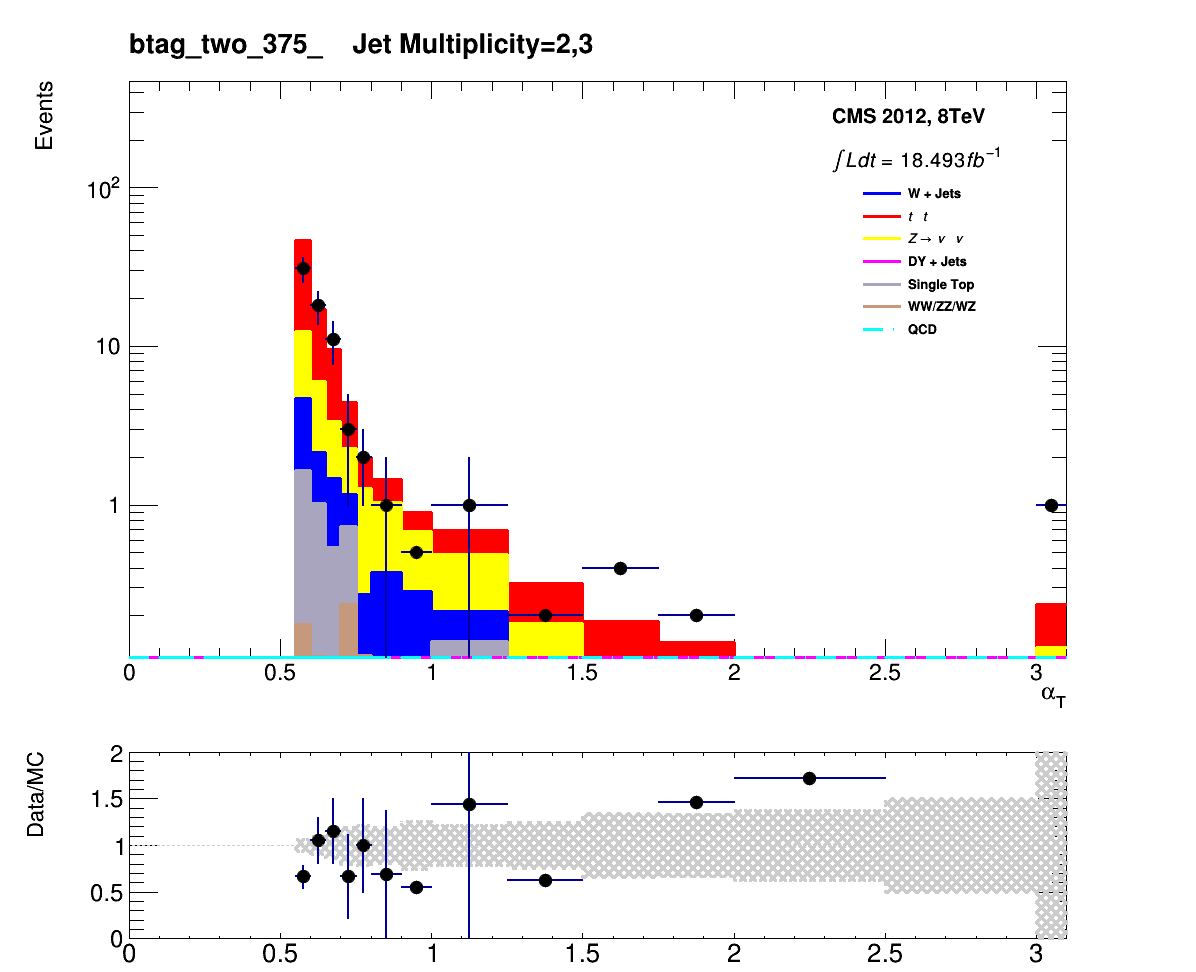 btag_two_375_ Jet Multiplicity=2,3
Events
CMS 2012, 8TeV
∫Ldt = 18.493fb⁻¹
W + Jets
t t
Z→ ν ν
DY + Jets
Single Top
WW/ZZ/WZ
QCD
10²
10
1
0 0.5 1 1.5 2 2.5 3
α_T
Data/MC
2
1.5
1
0.5
0
0 0.5 1 1.5 2 2.5 3